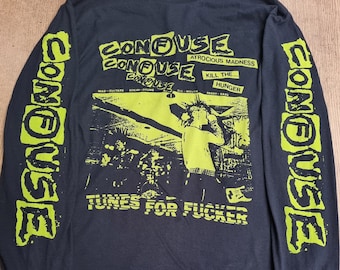 CONFUSE
CONFUSE
CONFUSE
ATROCIOUS MADNESS
KILL THE...
HUNGER
TUNES FOR FUCKER
CONFUSE
CONFUSE